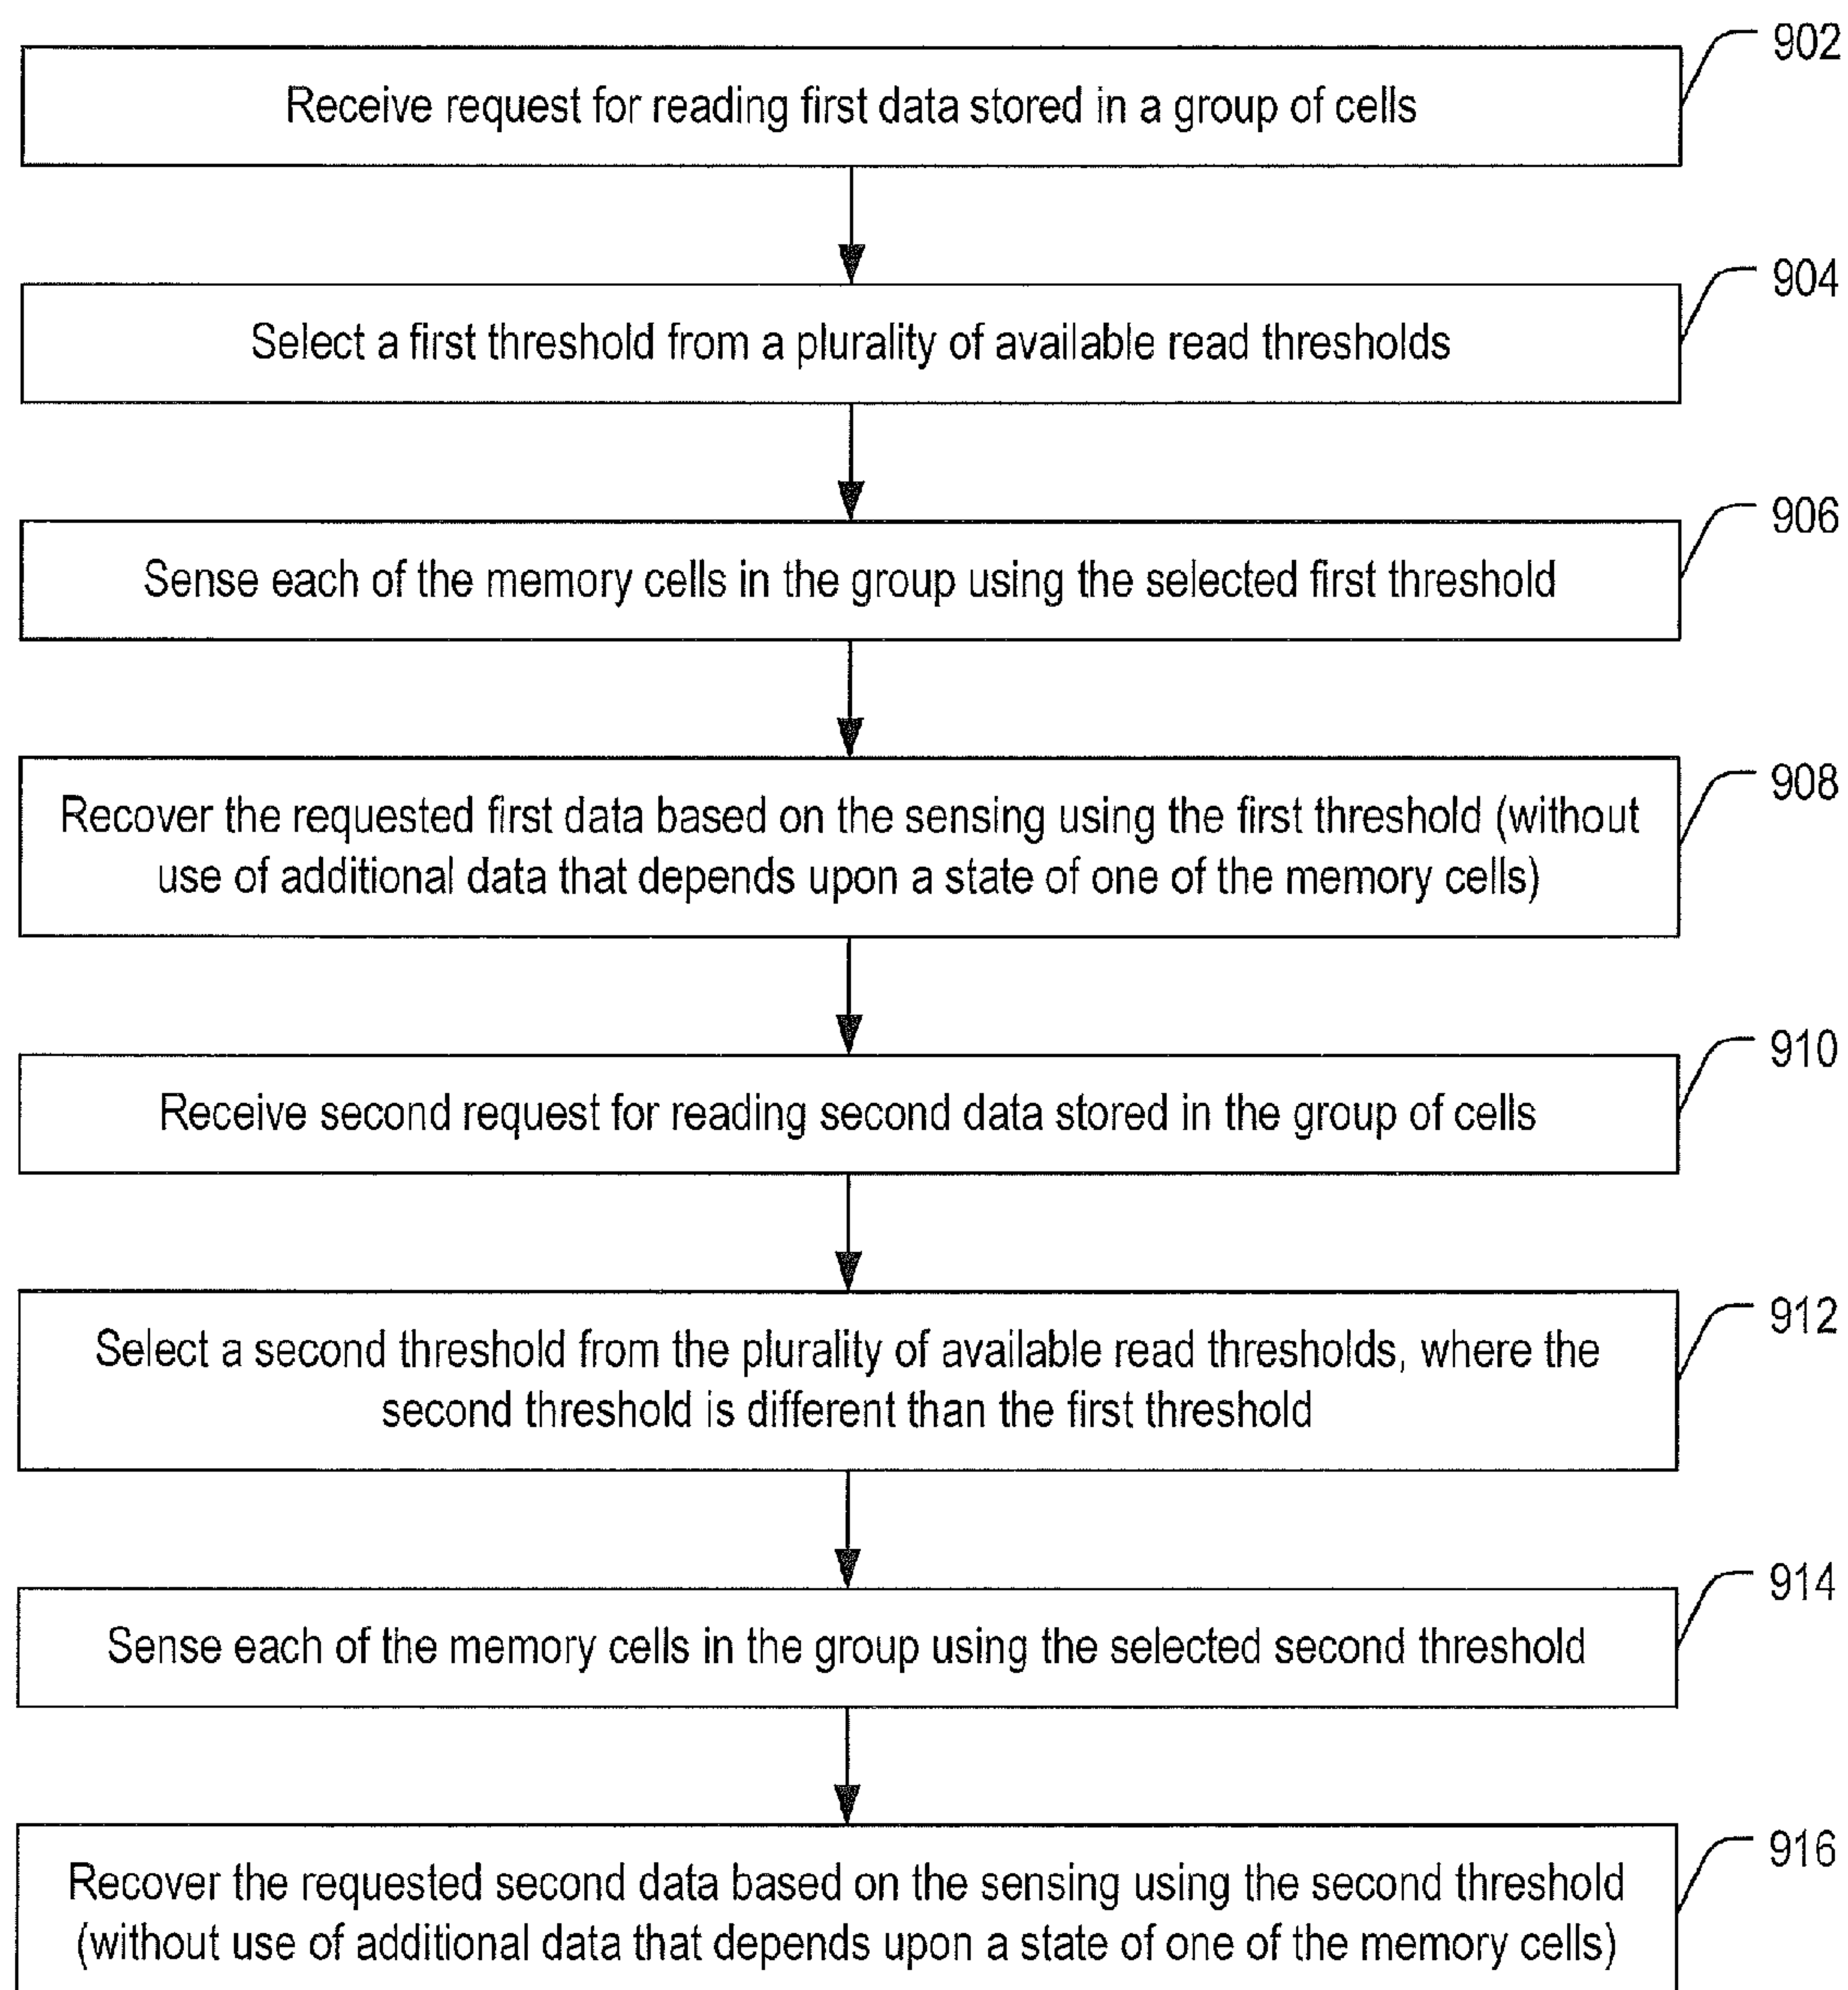 902
Receive request for reading first data stored in a group of cells
904
Select a first threshold from a plurality of available read thresholds
906
Sense each of the memory cells in the group using the selected first threshold
908
Recover the requested first data based on the sensing using the first threshold (without
use of additional data that depends upon a state of one of the memory cells)
910
Receive second request for reading second data stored in the group of cells
912
Select a second threshold from the plurality of available read thresholds, where the
second threshold is different than the first threshold
914
Sense each of the memory cells in the group using the selected second threshold
916
Recover the requested second data based on the sensing using the second threshold
(without use of additional data that depends upon a state of one of the memory cells)